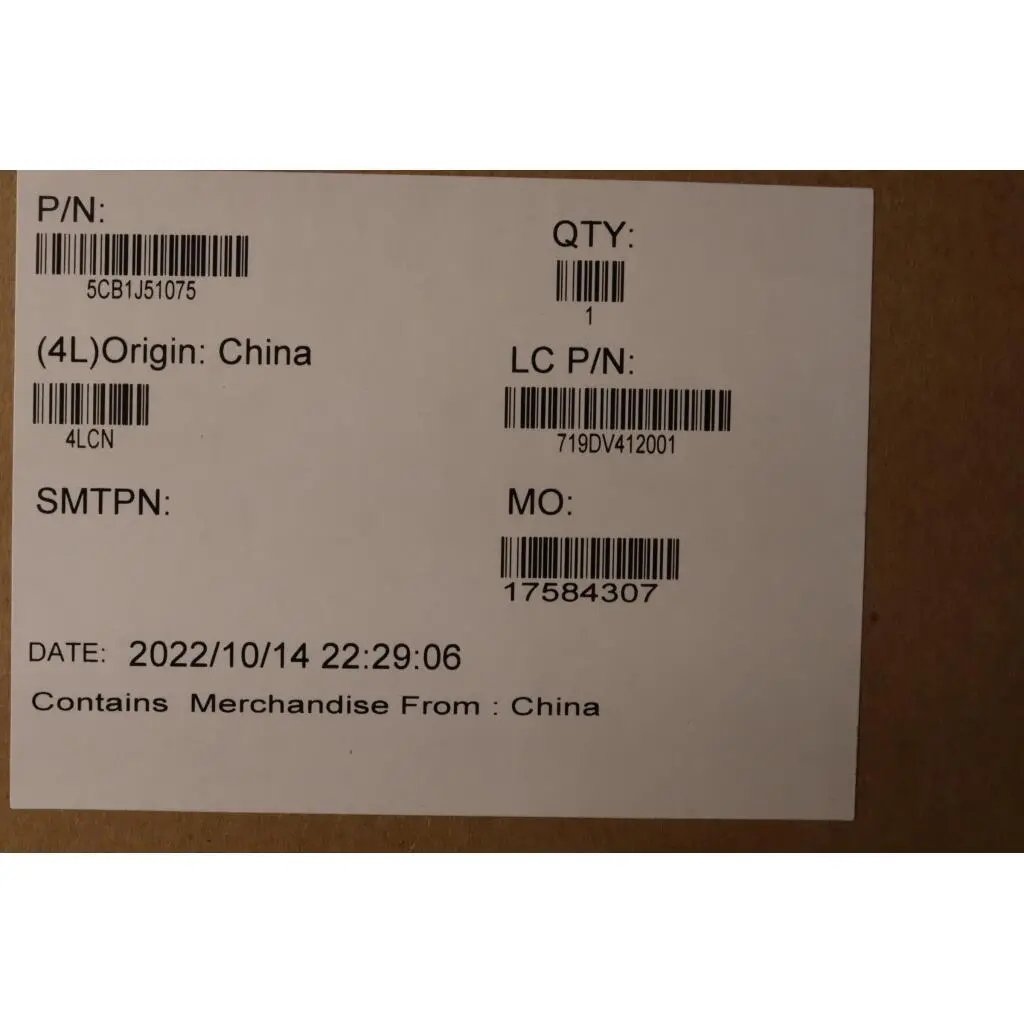 P/N:
5CB1J51075
QTY:
1
(4L)Origin: China
4LCN
LC P/N:
719DV412001
SMTPN:
MO:
17584307
DATE: 2022/10/14 22:29:06
Contains Merchandise From : China